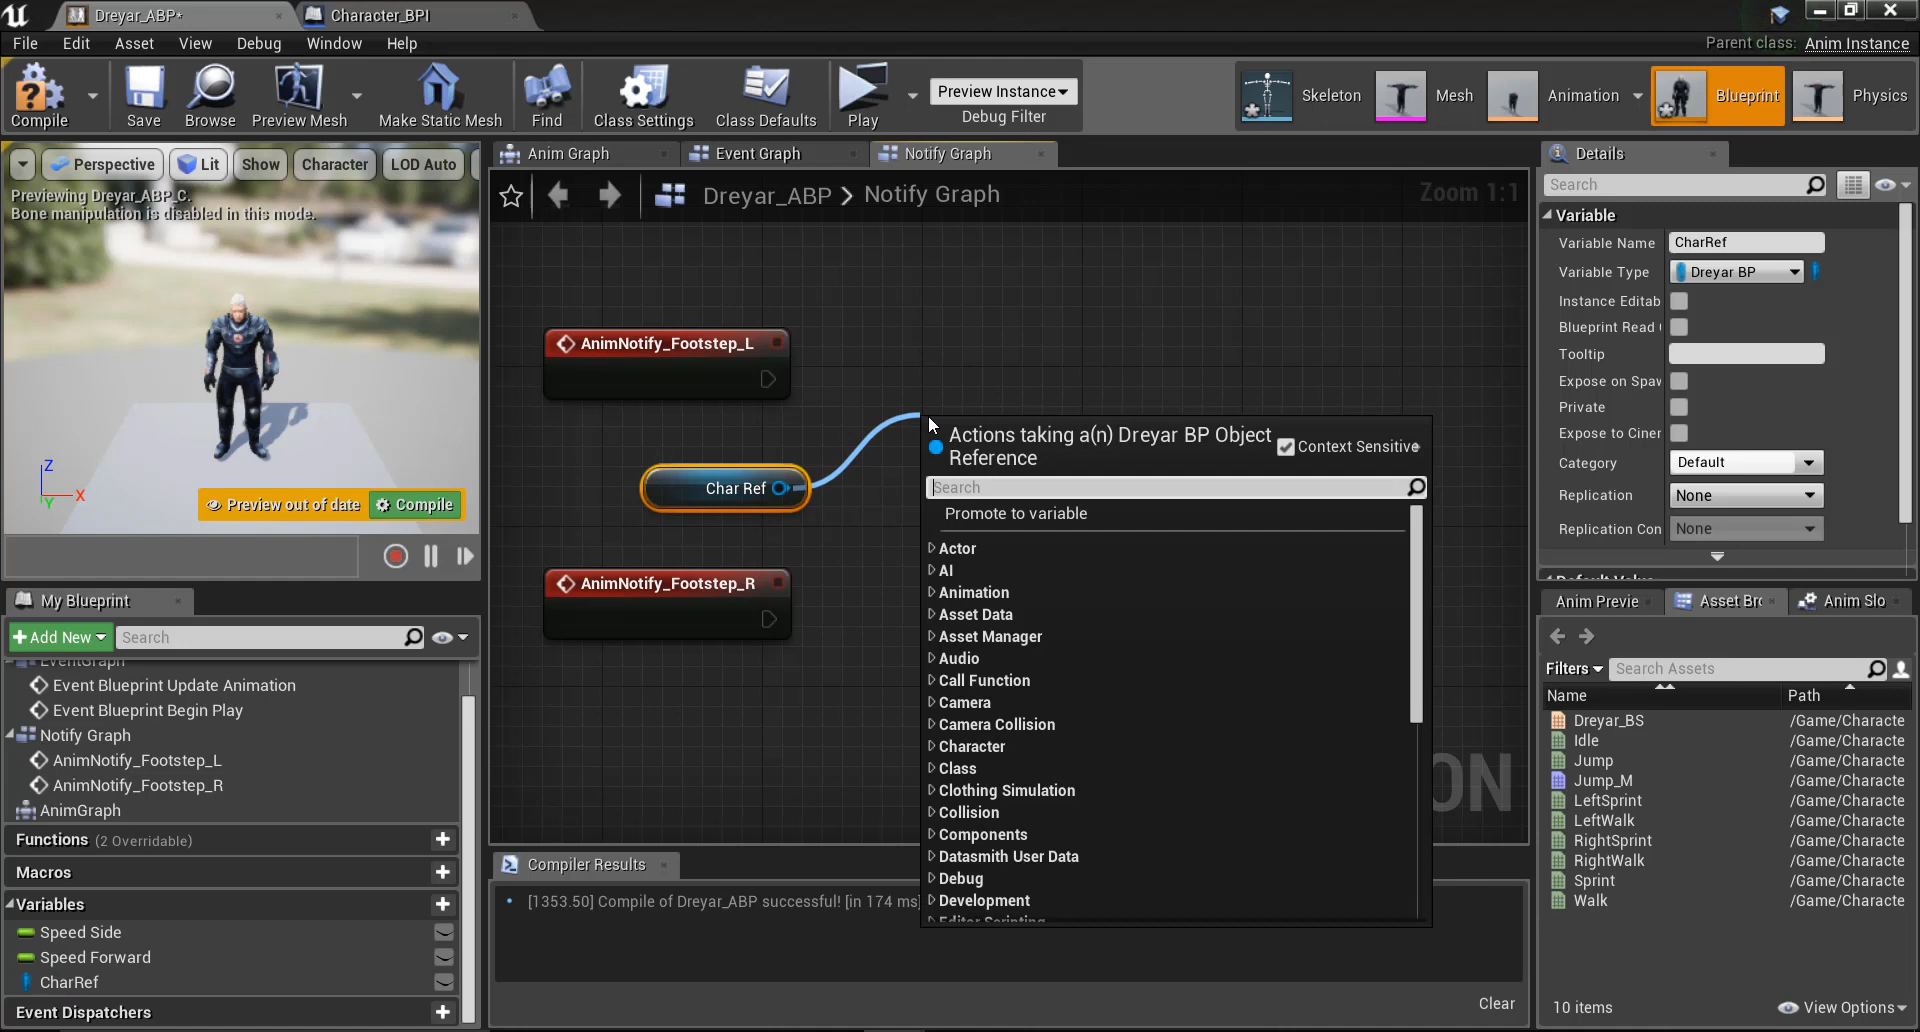 Dreyar_ABP*
Character_BPI
File Edit Asset View Debug Window Help
Parent class: Anim Instance
Compile
Save
Browse
Preview Mesh
Make Static Mesh
Find
Class Settings
Class Defaults
Play
Preview Instance
Debug Filter
Skeleton
Mesh
Animation
Blueprint
Physics
Perspective Lit Show Character LOD Auto
Previewing Dreyar_ABP_C.
Bone manipulation is disabled in this mode.
Z
X
Y
Preview out of date Compile
Anim Graph
Event Graph
Notify Graph
Dreyar_ABP > Notify Graph
Zoom 1:1
AnimNotify_Footstep_L
Char Ref
AnimNotify_Footstep_R
Actions taking a(n) Dreyar BP Object
Reference
Context Sensitive
Search
Promote to variable
Actor
AI
Animation
Asset Data
Asset Manager
Audio
Call Function
Camera
Camera Collision
Character
Class
Clothing Simulation
Collision
Components
Datasmith User Data
Debug
Development
Editor Scripting
ON
My Blueprint
Add New Search
EventGraph
Event Blueprint Update Animation
Event Blueprint Begin Play
Notify Graph
AnimNotify_Footstep_L
AnimNotify_Footstep_R
AnimGraph
Functions (2 Overridable)
Macros
Variables
Speed Side
Speed Forward
CharRef
Event Dispatchers
Compiler Results
[1353.50] Compile of Dreyar_ABP successful! [in 174 ms]
Clear
Details
Search
Variable
Variable Name CharRef
Variable Type Dreyar BP
Instance Editab
Blueprint Read
Tooltip
Expose on Spaw
Private
Expose to Ciner
Category Default
Replication None
Replication Con None
Default Value
Anim Previe
Asset Bro
Anim Slo
Filters Search Assets
Name Path
Dreyar_BS /Game/Characte
Idle /Game/Characte
Jump /Game/Characte
Jump_M /Game/Characte
LeftSprint /Game/Characte
LeftWalk /Game/Characte
RightSprint /Game/Characte
RightWalk /Game/Characte
Sprint /Game/Characte
Walk /Game/Characte
10 items
View Options